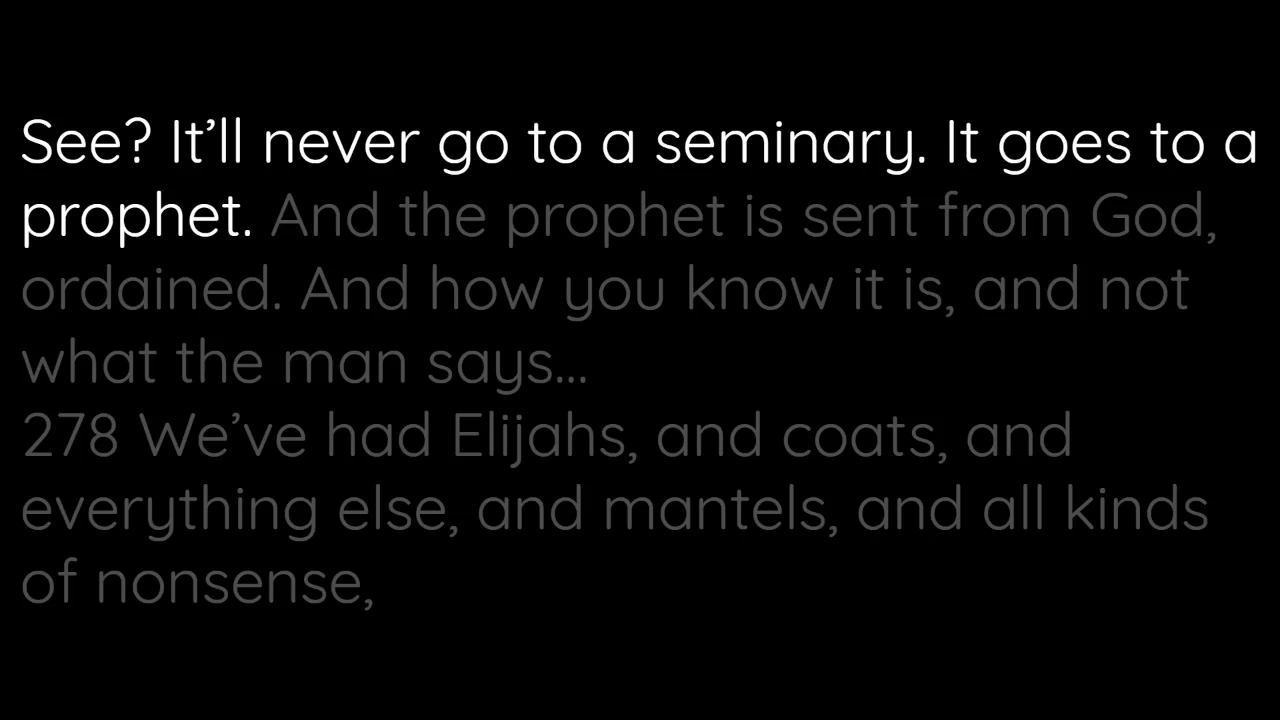 See? It’ll never go to a seminary. It goes to a
prophet. And the prophet is sent from God,
ordained. And how you know it is, and not
what the man says...
278 We’ve had Elijahs, and coats, and
everything else, and mantels, and all kinds
of nonsense,